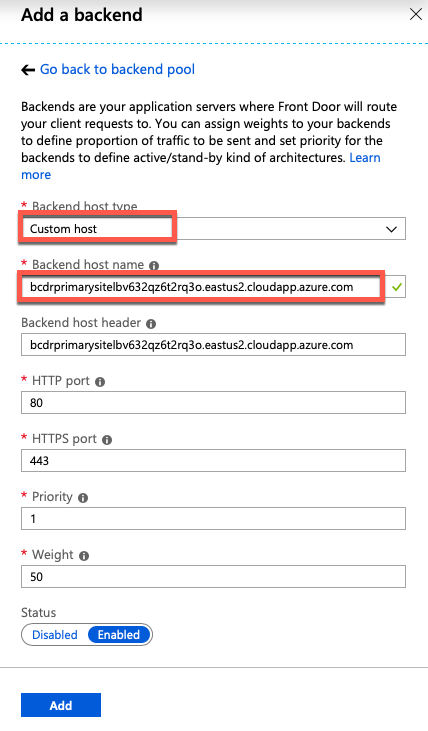 Add a backend
Go back to backend pool
Backends are your application servers where Front Door will route
your client requests to. You can assign weights to your backends
to define proportion of traffic to be sent and set priority for the
backends to define active/stand-by kind of architectures. Learn
more
* Backend host type
Custom host
* Backend host name
bcdrprimarysitelbv632qz6t2rq3o.eastus2.cloudapp.azure.com
Backend host header
bcdrprimarysitelbv632qz6t2rq3o.eastus2.cloudapp.azure.com
* HTTP port
80
* HTTPS port
443
* Priority
1
* Weight
50
Status
Disabled Enabled
Add